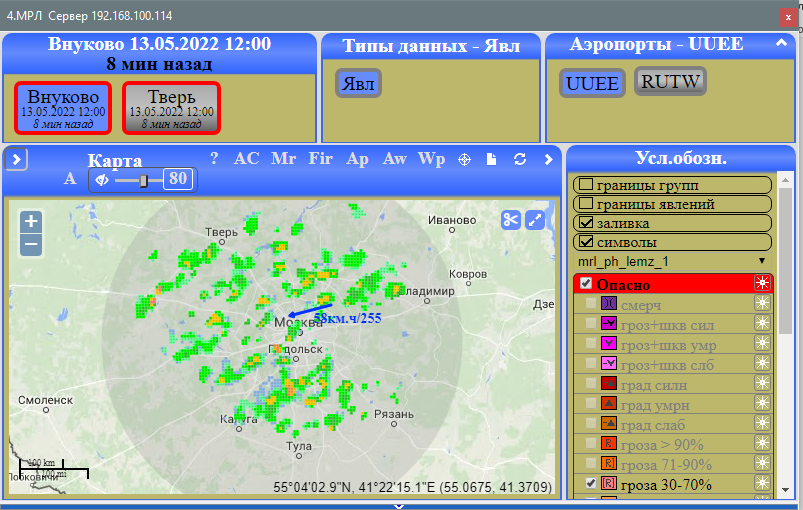 4.МРЛ Сервер 192.168.100.114
x
Внуково 13.05.2022 12:00
8 мин назад
Внуково
13.05.2022 12:00
8 мин назад
Тверь
13.05.2022 12:00
8 мин назад
Типы данных - Явл
Явл
Аэропорты - UUEE
UUEE
RUTW
Карта
? AC Mr Fir Ap Aw Wp
A
80
+
−
Тверь
Иваново
Ковров
Владимир
Дзе
Москва
58км.ч/255
Подольск
Смоленск
Калуга
Рязань
Тула
100 km
100 mi
55°04'02.9"N, 41°22'15.1"E (55.0675, 41.3709)
Усл.обозн.
границы групп
границы явлений
заливка
символы
mrl_ph_lemz_1
Опасно
смерч
гроз+шкв сил
гроз+шкв умр
гроз+шкв слб
град силн
град умрн
град слаб
R гроза > 90%
R гроза 71-90%
[R] гроза 30-70%